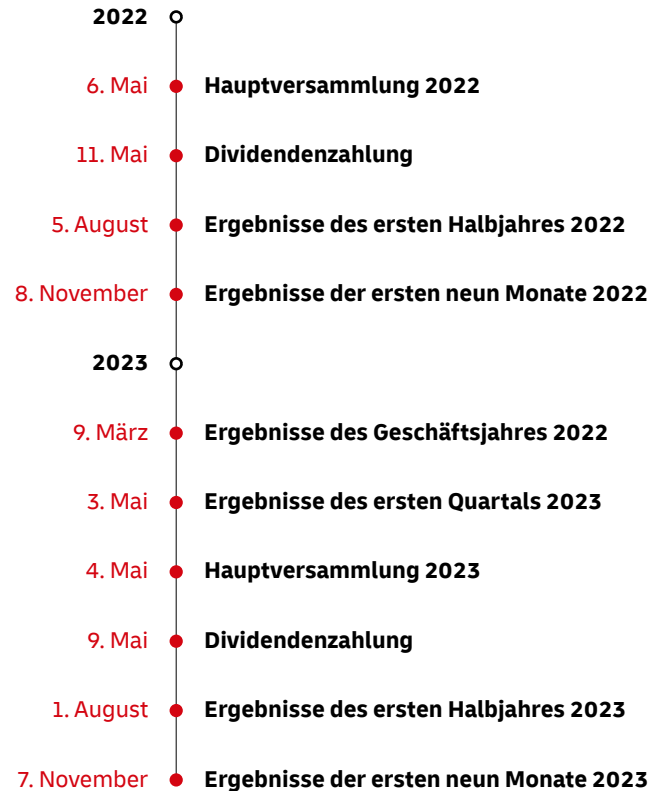 2022
6. Mai Hauptversammlung 2022
11. Mai Dividendenzahlung
5. August Ergebnisse des ersten Halbjahres 2022
8. November Ergebnisse der ersten neun Monate 2022
2023
9. März Ergebnisse des Geschäftsjahres 2022
3. Mai Ergebnisse des ersten Quartals 2023
4. Mai Hauptversammlung 2023
9. Mai Dividendenzahlung
1. August Ergebnisse des ersten Halbjahres 2023
7. November Ergebnisse der ersten neun Monate 2023